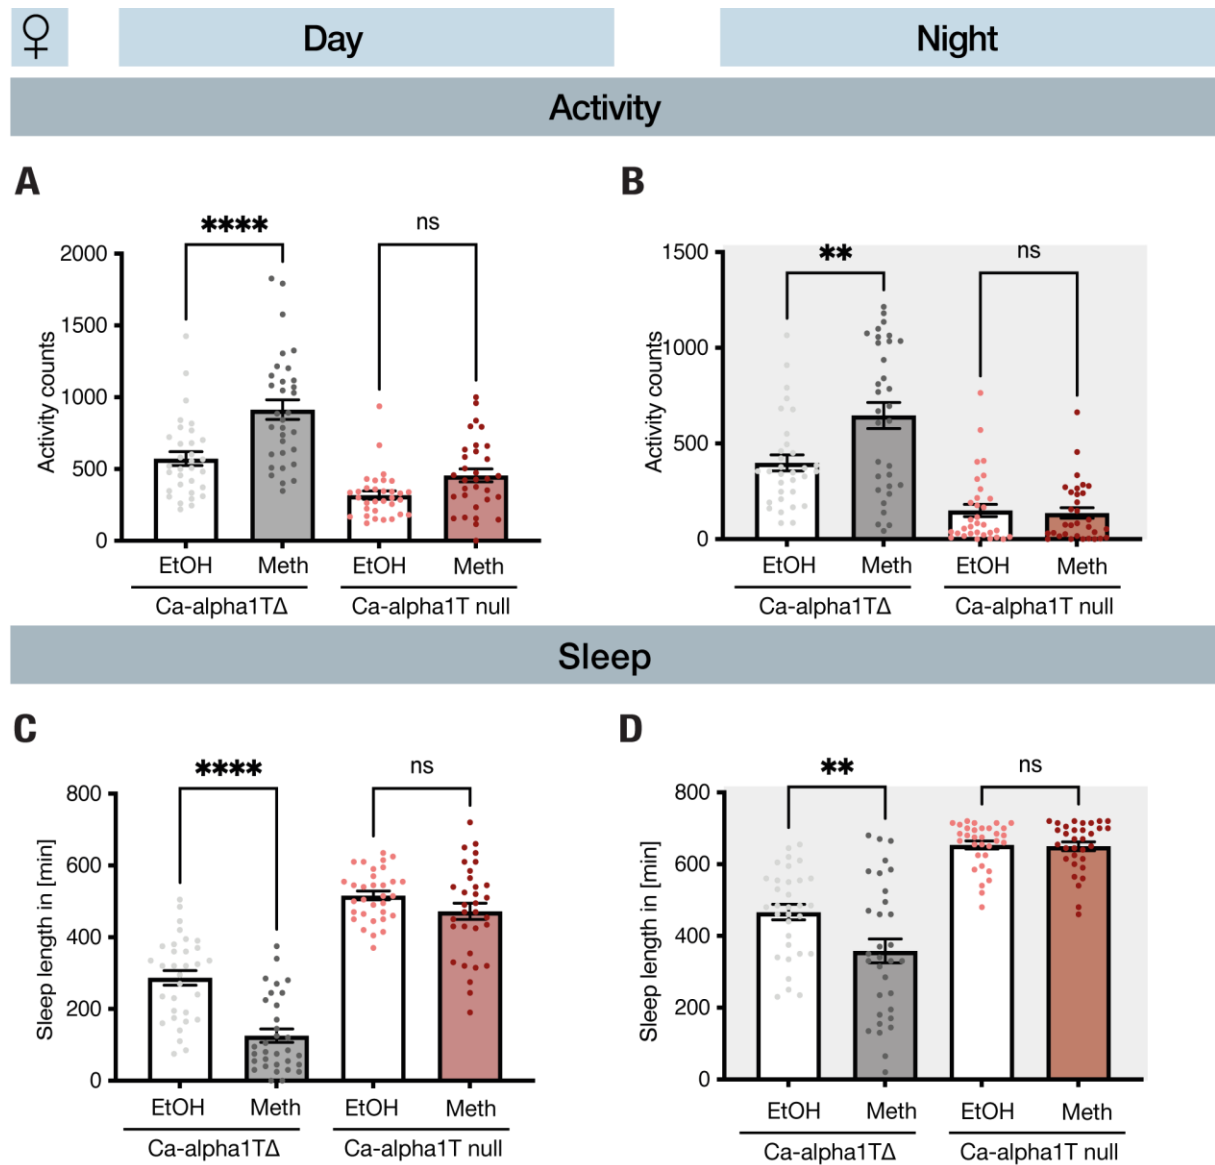 ♀ Day Night
Activity
A B
**** ns
** ns
2000
1500
1000
500
0
Activity counts
1500
1000
500
0
Activity counts
EtOH Meth EtOH Meth
Ca-alpha1TΔ Ca-alpha1T null
EtOH Meth EtOH Meth
Ca-alpha1TΔ Ca-alpha1T null
Sleep
C D
**** ns
** ns
800
600
400
200
0
Sleep length in [min]
800
600
400
200
0
Sleep length in [min]
EtOH Meth EtOH Meth
Ca-alpha1TΔ Ca-alpha1T null
EtOH Meth EtOH Meth
Ca-alpha1TΔ Ca-alpha1T null